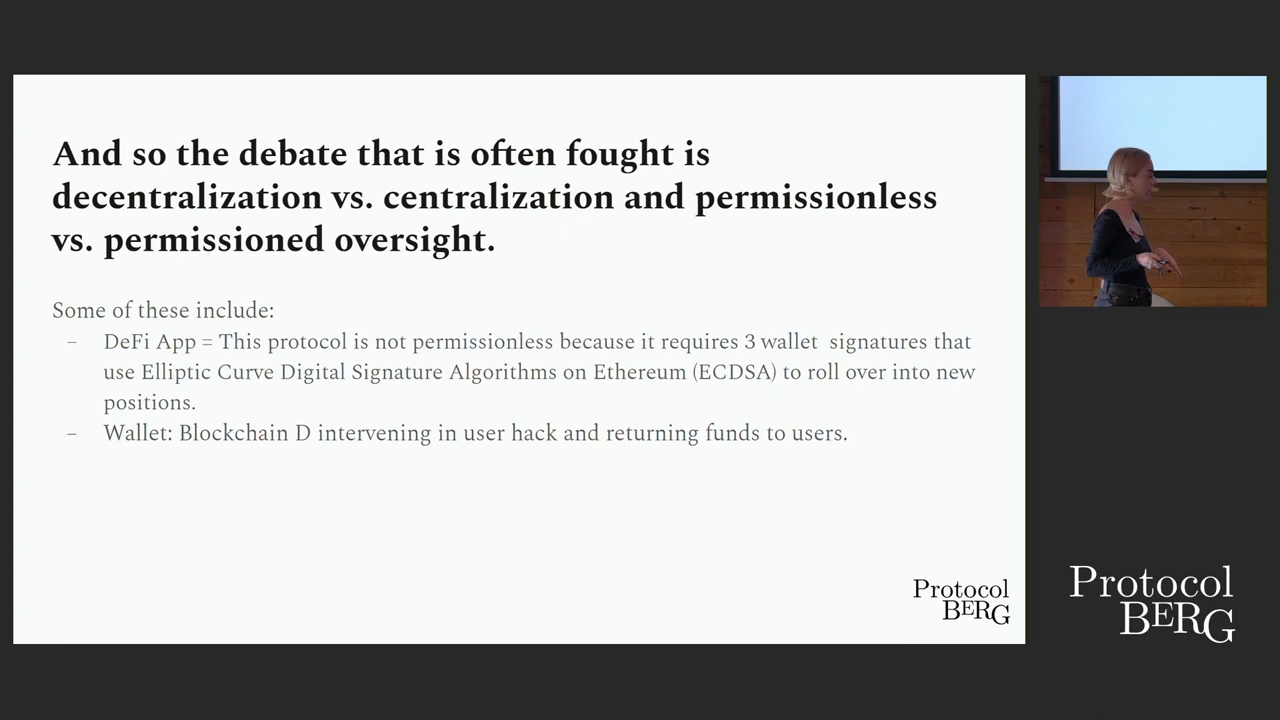 And so the debate that is often fought is
decentralization vs. centralization and permissionless
vs. permissioned oversight.
Some of these include:
– DeFi App = This protocol is not permissionless because it requires 3 wallet  signatures that
use Elliptic Curve Digital Signature Algorithms on Ethereum (ECDSA) to roll over into new
positions.
– Wallet: Blockchain D intervening in user hack and returning funds to users.
Protocol
BERG
Protocol
BERG